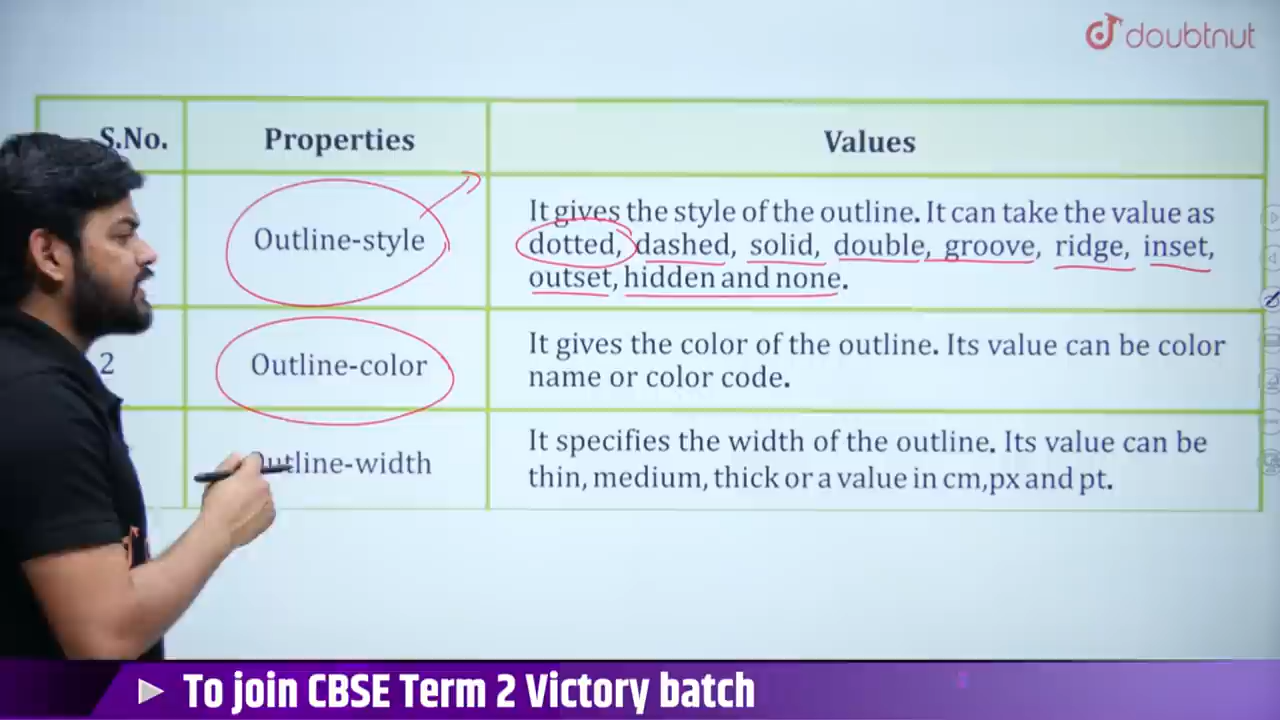 doubtnut
S.No. Properties Values
Outline-style
It gives the style of the outline. It can take the value as
dotted, dashed, solid, double, groove, ridge, inset,
outset, hidden and none.
2 Outline-color
It gives the color of the outline. Its value can be color
name or color code.
Outline-width
It specifies the width of the outline. Its value can be
thin, medium, thick or a value in cm,px and pt.
To join CBSE Term 2 Victory batch